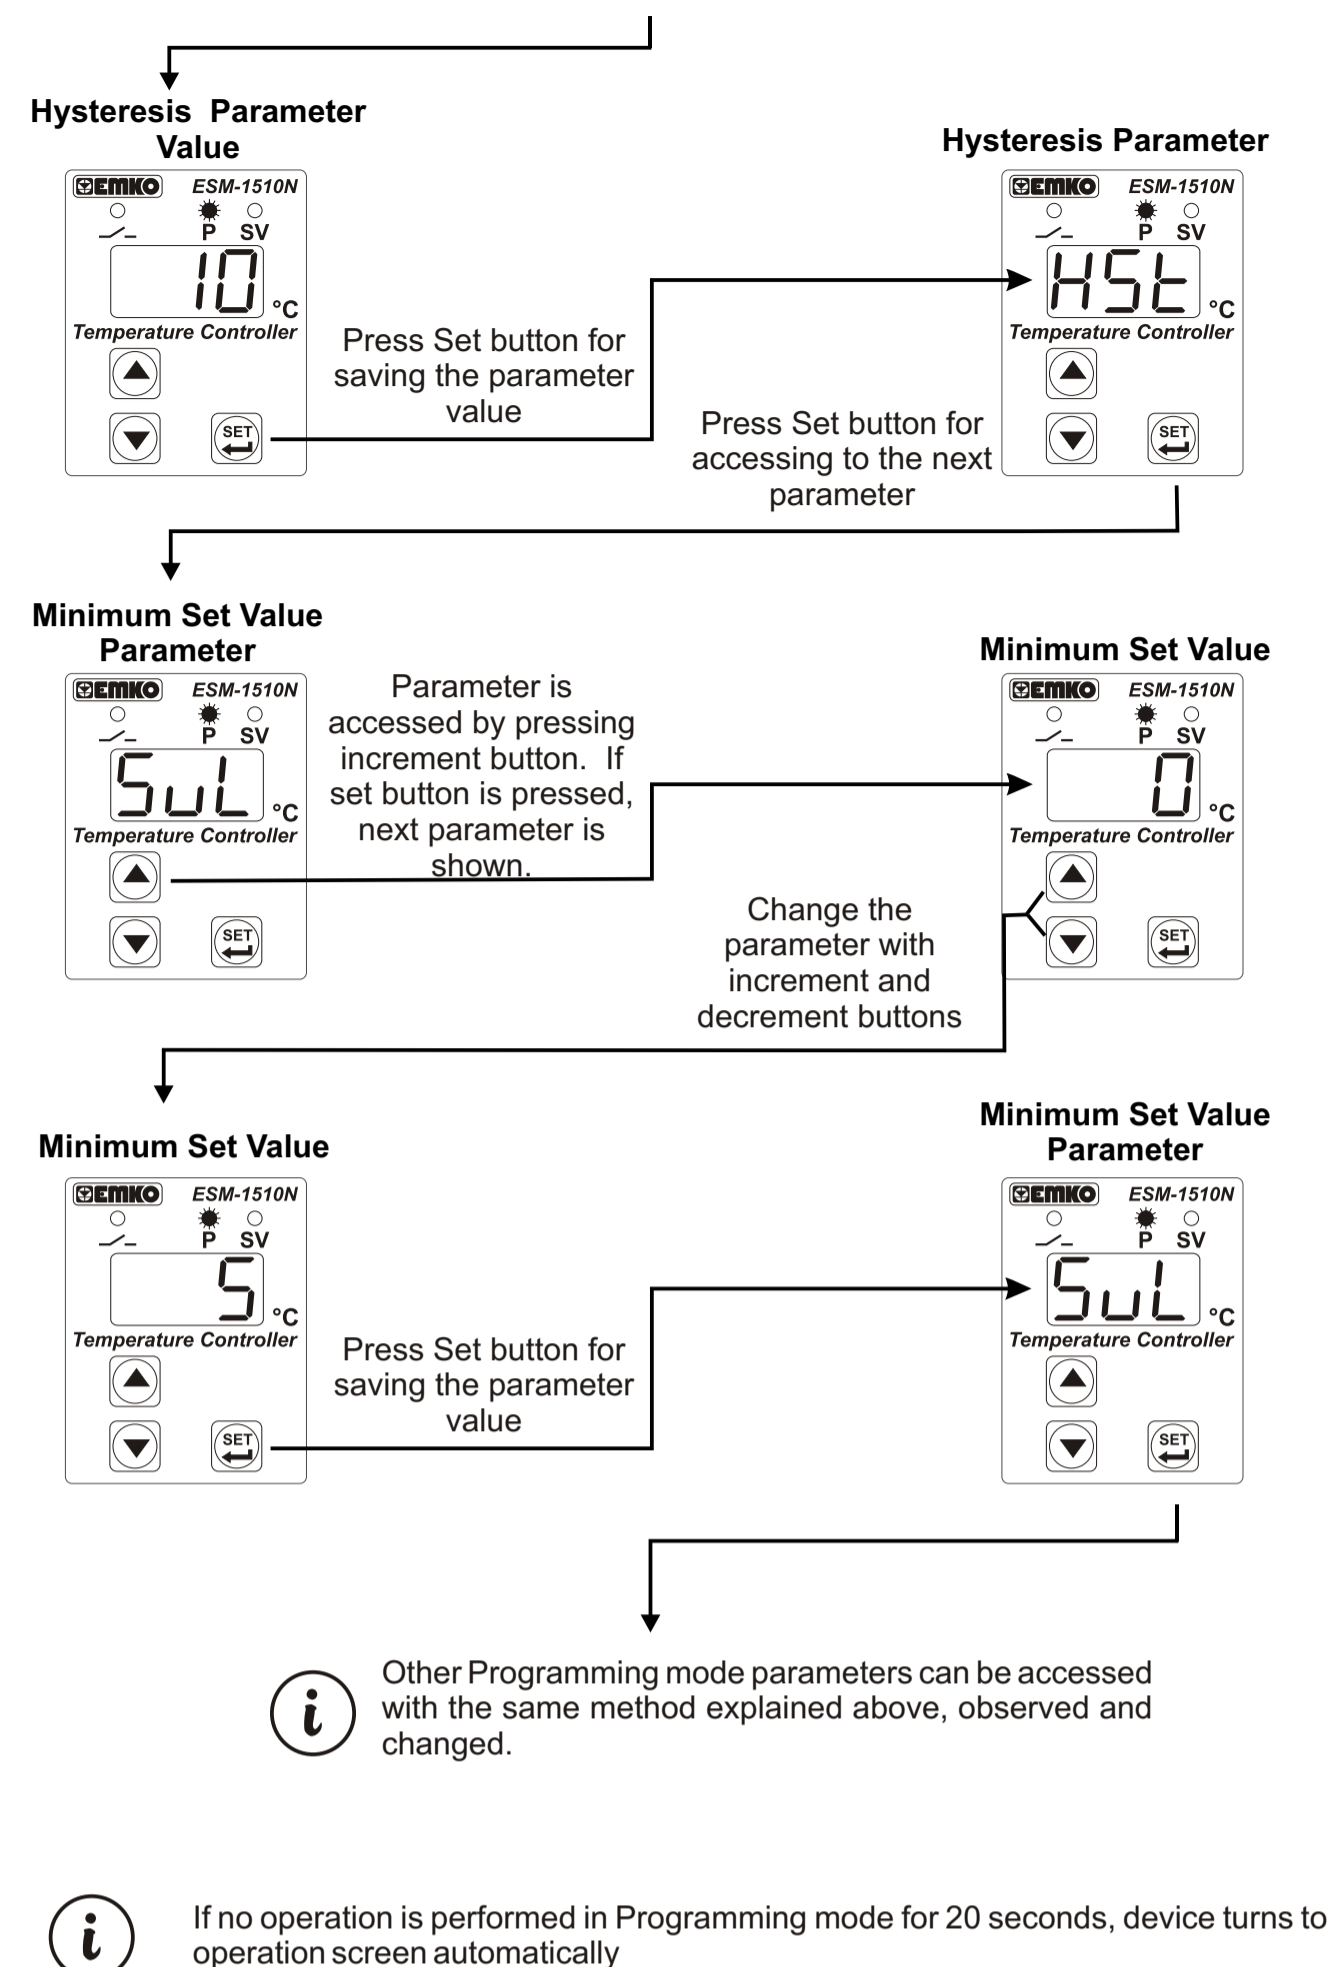 Hysteresis Parameter
Value
EMKO ESM-1510N
P SV
10
°C
Temperature Controller
SET
Press Set button for
saving the parameter
value
Hysteresis Parameter
EMKO ESM-1510N
P SV
HSt
°C
Temperature Controller
SET
Press Set button for
accessing to the next
parameter
Minimum Set Value
Parameter
EMKO ESM-1510N
P SV
SuL
°C
Temperature Controller
SET
Parameter is
accessed by pressing
increment button. If
set button is pressed,
next parameter is
shown.
Minimum Set Value
EMKO ESM-1510N
P SV
0
°C
Temperature Controller
SET
Change the
parameter with
increment and
decrement buttons
Minimum Set Value
EMKO ESM-1510N
P SV
5
°C
Temperature Controller
SET
Press Set button for
saving the parameter
value
Minimum Set Value
Parameter
EMKO ESM-1510N
P SV
SuL
°C
Temperature Controller
SET
i
Other Programming mode parameters can be accessed
with the same method explained above, observed and
changed.
i
If no operation is performed in Programming mode for 20 seconds, device turns to
operation screen automatically